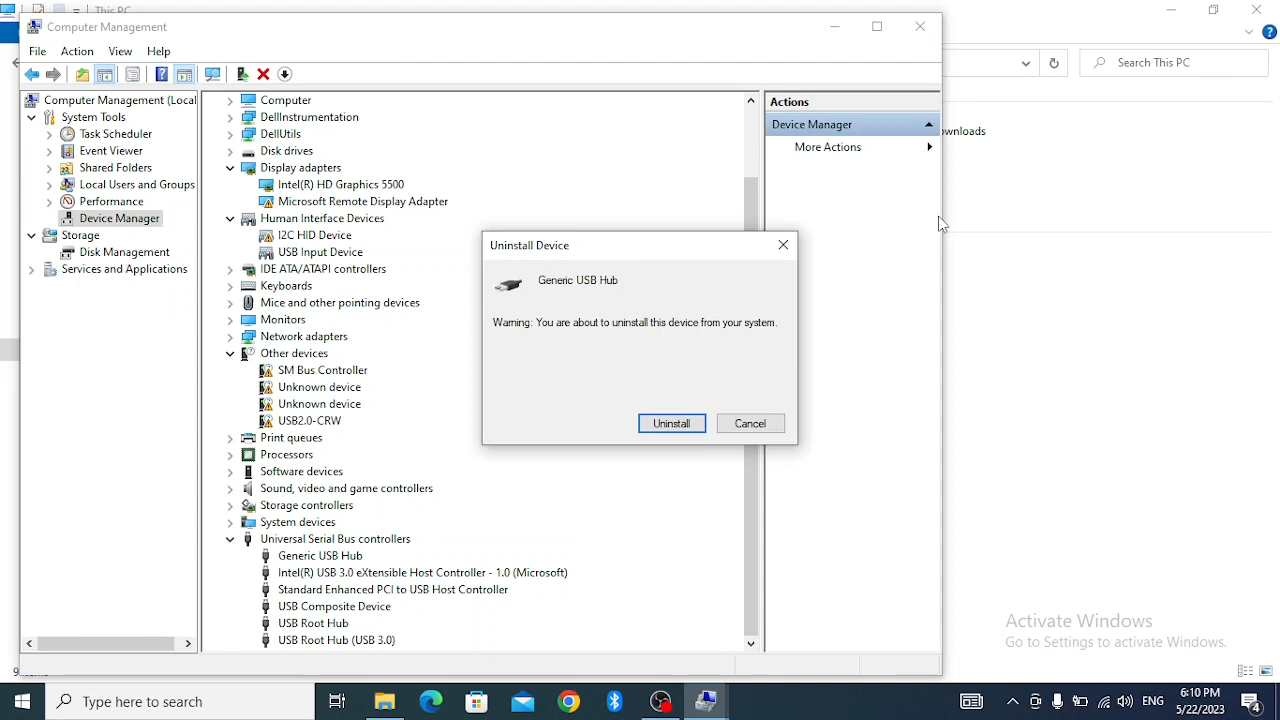 This PC
Computer Management
File Action View Help
Search This PC
Computer Management (Local
System Tools
Task Scheduler
Event Viewer
Shared Folders
Local Users and Groups
Performance
Device Manager
Storage
Disk Management
Services and Applications
Computer
DellInstrumentation
DellUtils
Disk drives
Display adapters
Intel(R) HD Graphics 5500
Microsoft Remote Display Adapter
Human Interface Devices
I2C HID Device
USB Input Device
IDE ATA/ATAPI controllers
Keyboards
Mice and other pointing devices
Monitors
Network adapters
Other devices
SM Bus Controller
Unknown device
Unknown device
USB2.0-CRW
Print queues
Processors
Software devices
Sound, video and game controllers
Storage controllers
System devices
Universal Serial Bus controllers
Generic USB Hub
Intel(R) USB 3.0 eXtensible Host Controller - 1.0 (Microsoft)
Standard Enhanced PCI to USB Host Controller
USB Composite Device
USB Root Hub
USB Root Hub (USB 3.0)
Actions
Device Manager
More Actions
wnloads
Uninstall Device
Generic USB Hub
Warning: You are about to uninstall this device from your system.
Uninstall Cancel
Activate Windows
Go to Settings to activate Windows.
Type here to search
ENG
6:10 PM
5/22/2023
4